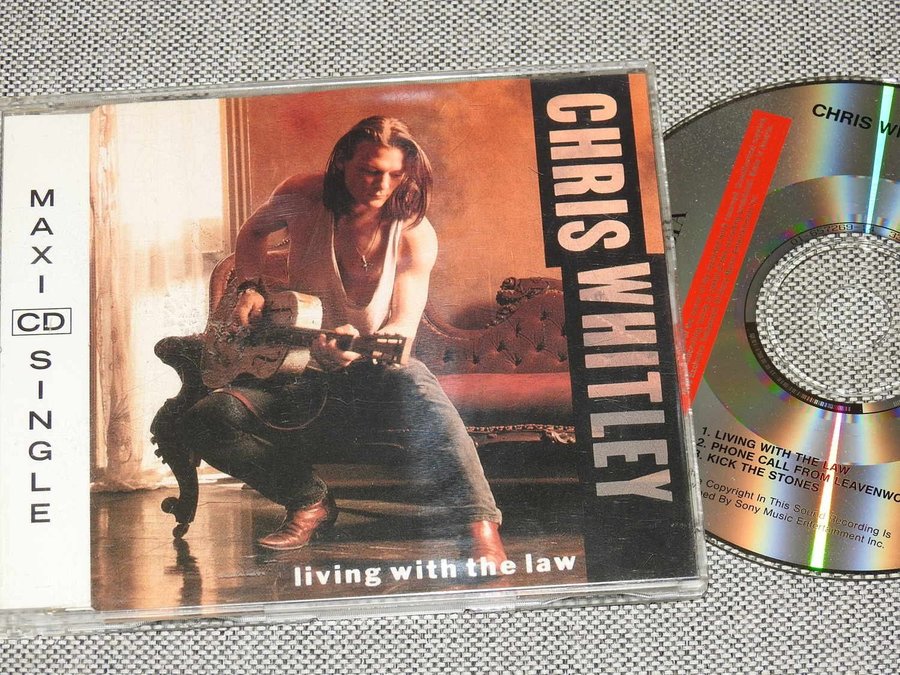 MAXI
CD
SINGLE
CHRIS WHITLEY
living with the law
CHRIS
1. LIVING WITH THE LAW
2. PHONE CALL FROM
3. KICK THE STONES
Copyright In This Sound Recording Is
By Sony Music Entertainment Inc.